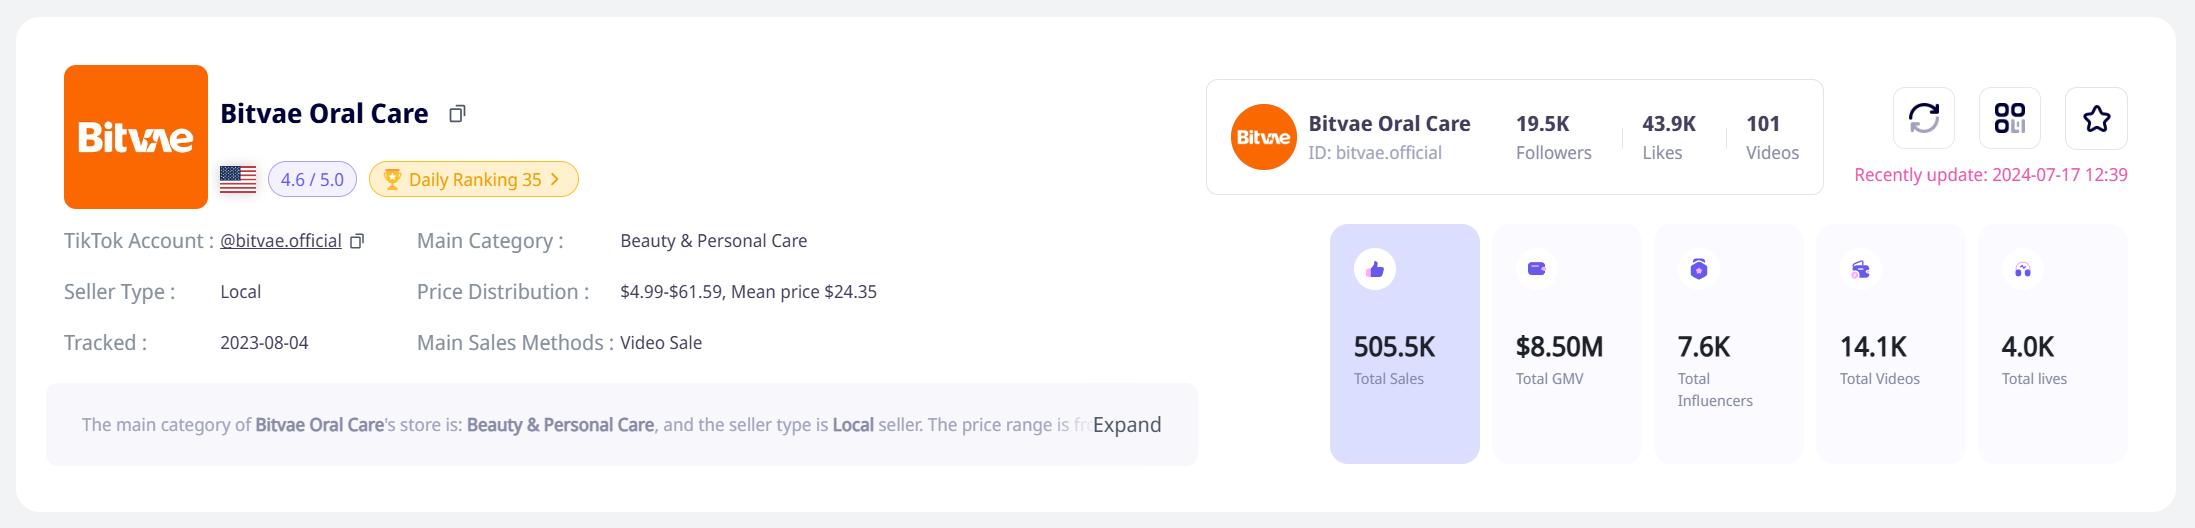 Bitvae
Bitvae Oral Care
4.6 / 5.0
Daily Ranking 35
TikTok Account : @bitvae.official
Main Category : Beauty & Personal Care
Seller Type : Local
Price Distribution : $4.99-$61.59, Mean price $24.35
Tracked : 2023-08-04
Main Sales Methods : Video Sale
The main category of Bitvae Oral Care's store is: Beauty & Personal Care, and the seller type is Local seller. The price range is
Expand
Bitvae
Bitvae Oral Care
ID: bitvae.official
19.5K
Followers
43.9K
Likes
101
Videos
Recently update: 2024-07-17 12:39
505.5K
Total Sales
$8.50M
Total GMV
7.6K
Total
Influencers
14.1K
Total Videos
4.0K
Total lives